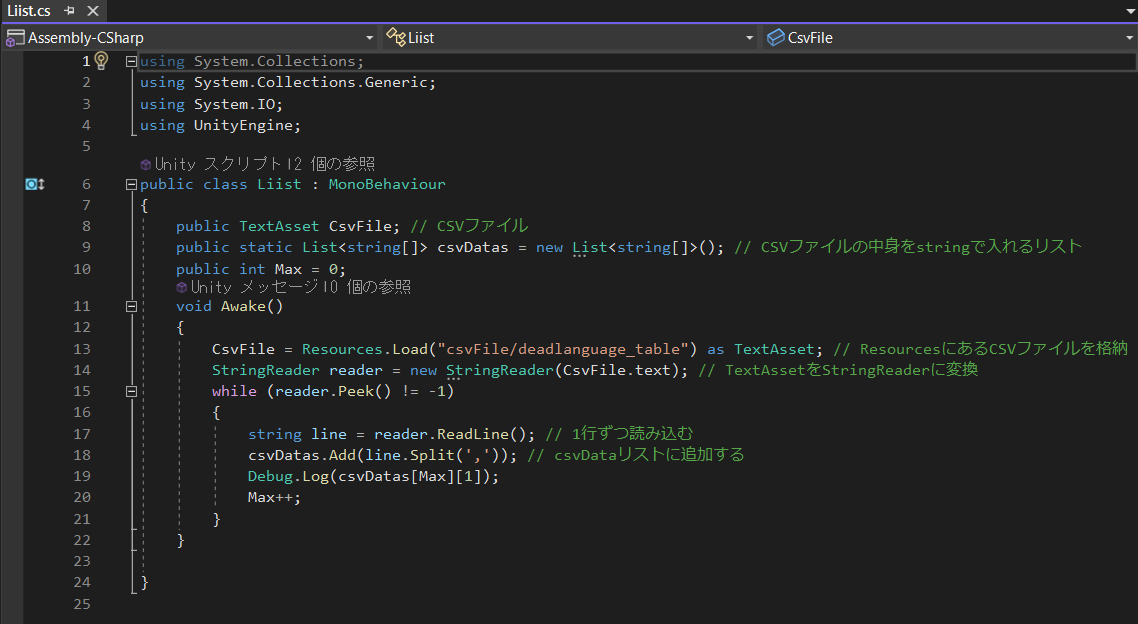 Liist.cs
Assembly-CSharp List CsvFile
1 using System.Collections;
2 using System.Collections.Generic;
3 using System.IO;
4 using UnityEngine;
5
Unity スクリプト|2 個の参照
6 public class Liist : MonoBehaviour
7 {
8 public TextAsset CsvFile; // CSVファイル
9 public static List<string[]> csvDatas = new List<string[]>(); // CSVファイルの中身をstringで入れるリスト
10 public int Max = 0;
Unity メッセージ|0 個の参照
11 void Awake()
12 {
13 CsvFile = Resources.Load("csvFile/deadlanguage_table") as TextAsset; // ResourcesにあるCSVファイルを格納
14 StringReader reader = new StringReader(CsvFile.text); // TextAssetをStringReaderに変換
15 while (reader.Peek() != -1)
16 {
17 string line = reader.ReadLine(); // 1行ずつ読み込む
18 csvDatas.Add(line.Split(',')); // csvDataリストに追加する
19 Debug.Log(csvDatas[Max][1]);
20 Max++;
21 }
22 }
23
24 }
25